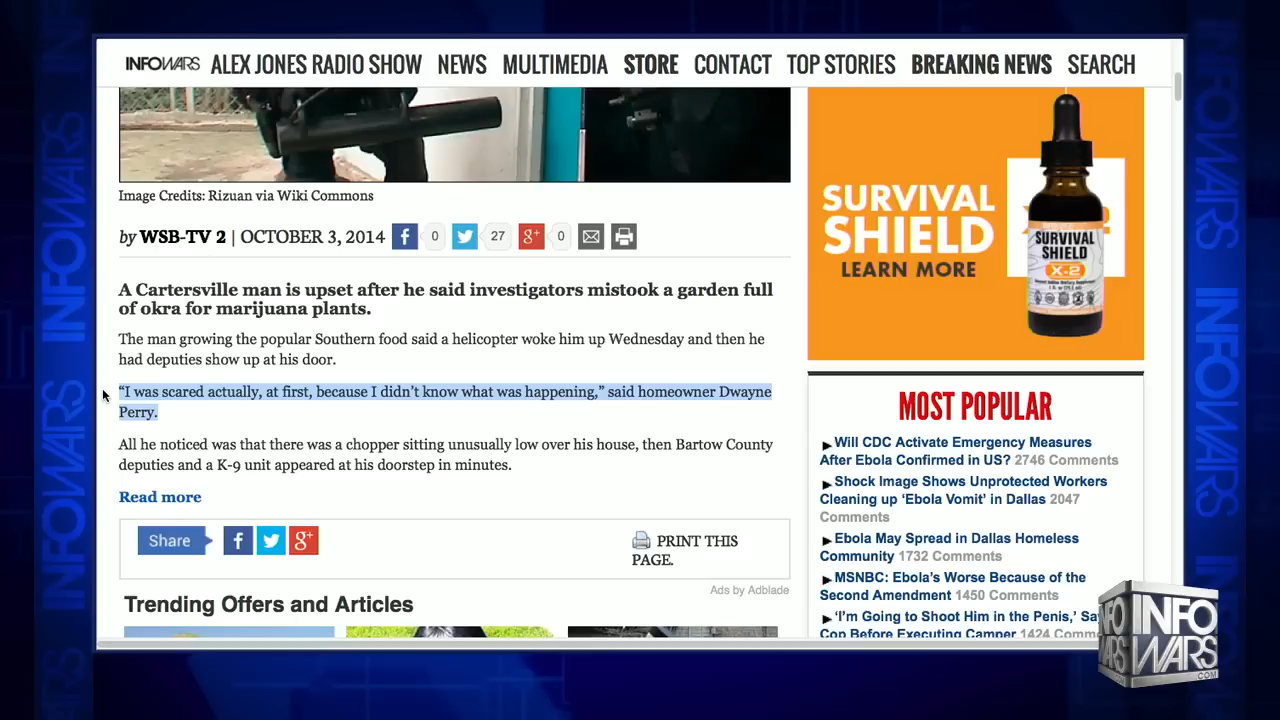 INFOWARS ALEX JONES RADIO SHOW NEWS MULTIMEDIA STORE CONTACT TOP STORIES BREAKING NEWS SEARCH
Image Credits: Rizuan via Wiki Commons
by WSB-TV 2 | OCTOBER 3, 2014 0 27 0
A Cartersville man is upset after he said investigators mistook a garden full
of okra for marijuana plants.
The man growing the popular Southern food said a helicopter woke him up Wednesday and then he
had deputies show up at his door.
“I was scared actually, at first, because I didn’t know what was happening,” said homeowner Dwayne
Perry.
All he noticed was that there was a chopper sitting unusually low over his house, then Bartow County
deputies and a K-9 unit appeared at his doorstep in minutes.
Read more
Share
PRINT THIS
PAGE.
Ads by Adblade
Trending Offers and Articles
SURVIVAL
SHIELD
LEARN MORE
SURVIVAL
SHIELD
X-2
MOST POPULAR
Will CDC Activate Emergency Measures
After Ebola Confirmed in US? 2746 Comments
Shock Image Shows Unprotected Workers
Cleaning up ‘Ebola Vomit’ in Dallas 2047
Comments
Ebola May Spread in Dallas Homeless
Community 1732 Comments
MSNBC: Ebola’s Worse Because of the
Second Amendment 1450 Comments
‘I’m Going to Shoot Him in the Penis,’
Cop Before Executing Camper 1424
INFO
WARS
.COM
INFOWARS
INFOWARS
INFOWARS
INFOWARS